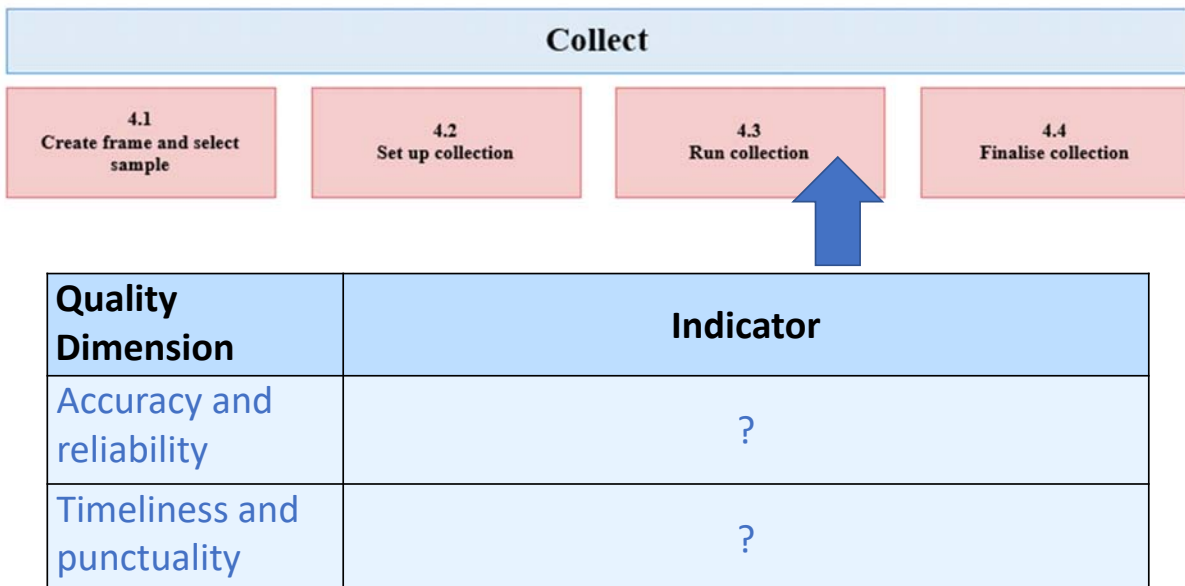 Collect
4.1
Create frame and select
sample
4.2
Set up collection
4.3
Run collection
4.4
Finalise collection
Quality
Dimension
Indicator
Accuracy and
reliability
?
Timeliness and
punctuality
?